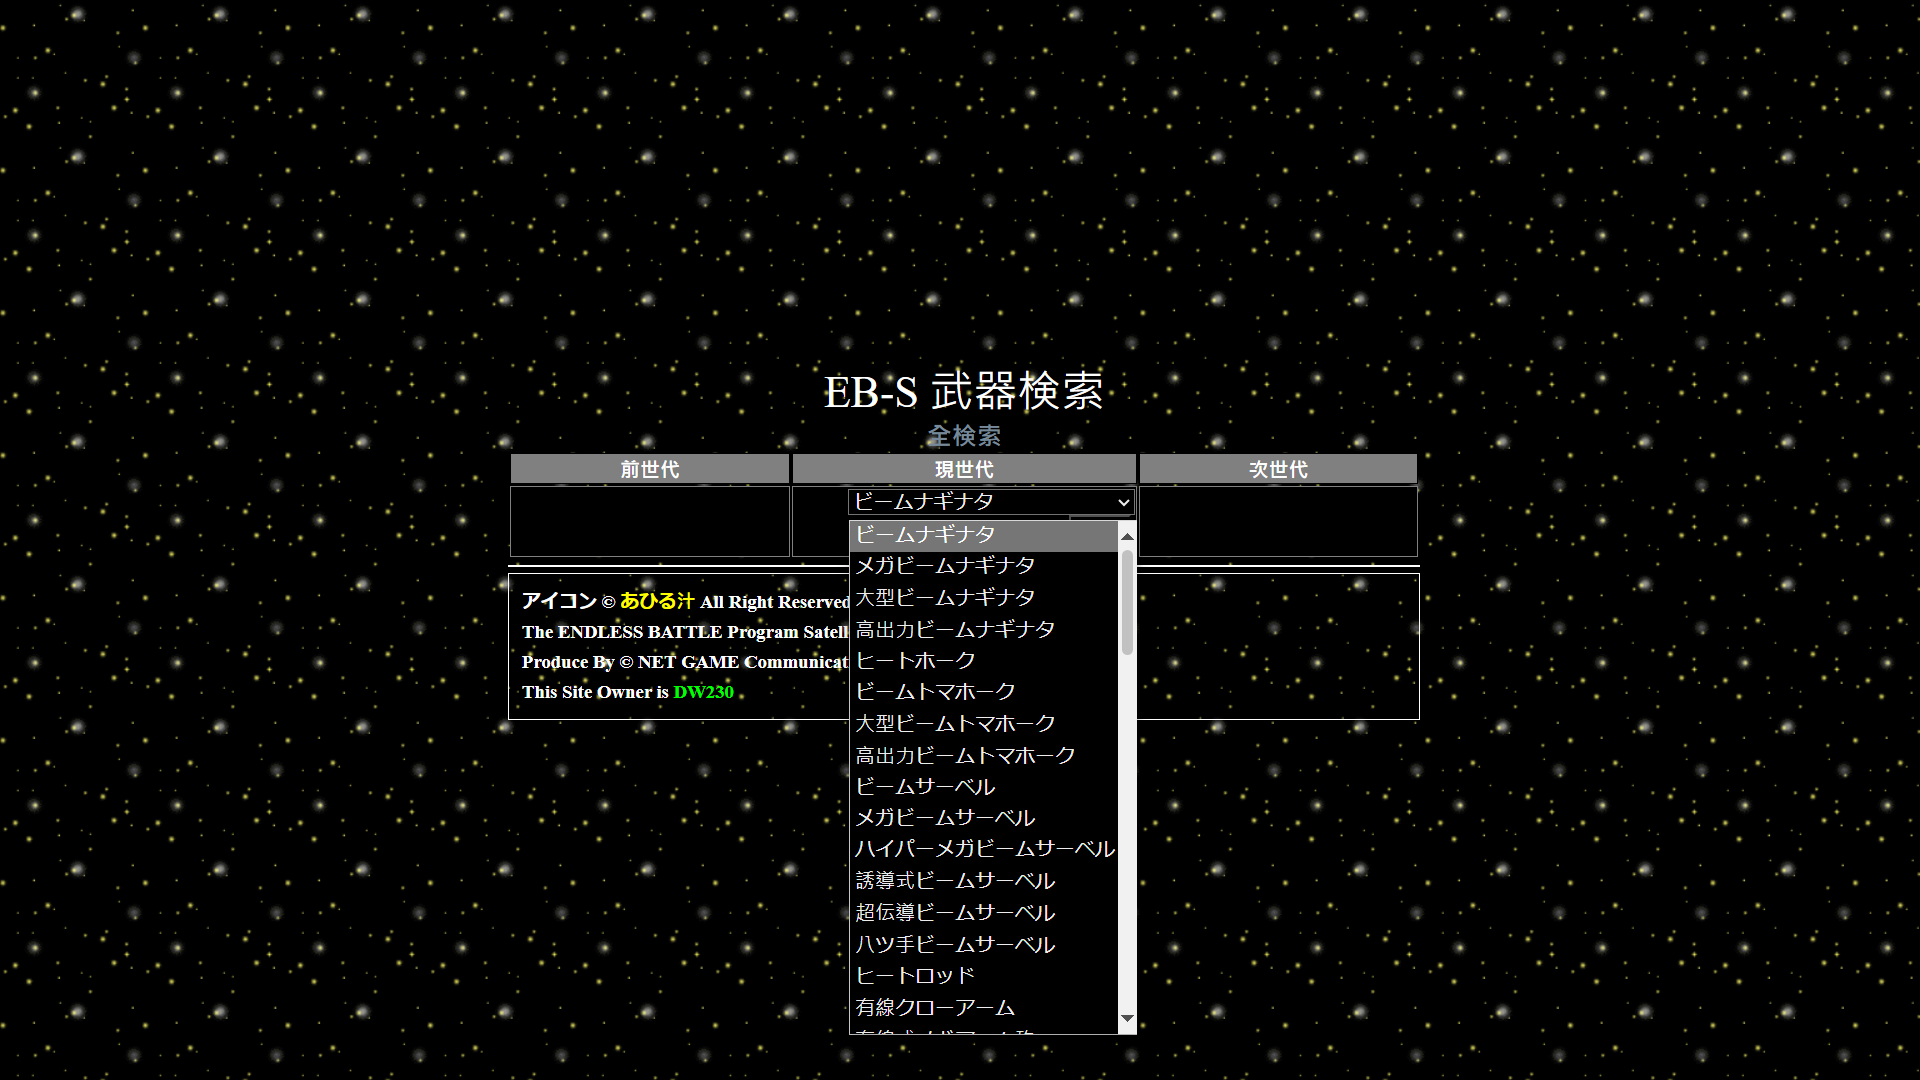 EB-S 武器検索
全検索
前世代 現世代 次世代
ビームナギナタ
ビームナギナタ
メガビームナギナタ
大型ビームナギナタ
高出力ビームナギナタ
ヒートホーク
ビームトマホーク
大型ビームトマホーク
高出力ビームトマホーク
ビームサーベル
メガビームサーベル
ハイパーメガビームサーベル
誘導式ビームサーベル
超伝導ビームサーベル
八ツ手ビームサーベル
ヒートロッド
有線クローアーム
アイコン © あひる汁 All Right Reserved
The ENDLESS BATTLE Program Satell
Produce By © NET GAME Communicat
This Site Owner is DW230